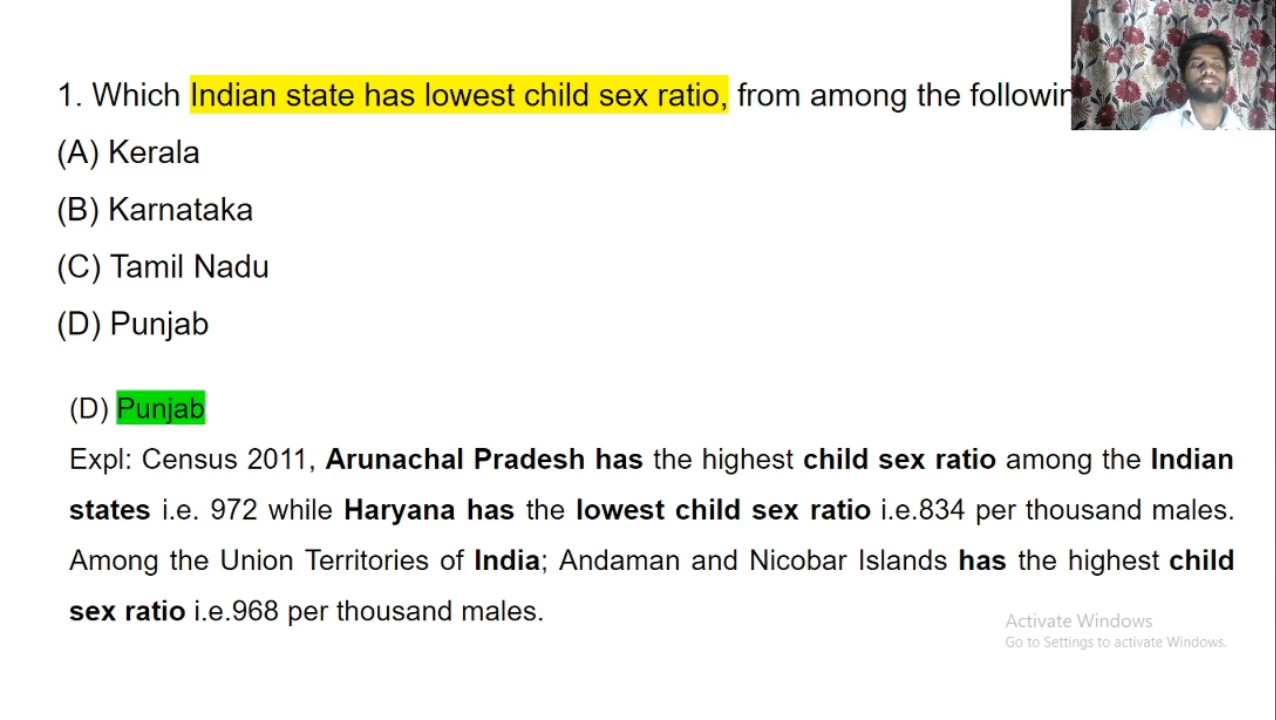 1. Which Indian state has lowest child sex ratio, from among the
(A) Kerala
(B) Karnataka
(C) Tamil Nadu
(D) Punjab
(D) Punjab
Expl: Census 2011, Arunachal Pradesh has the highest child sex ratio among the Indian
states i.e. 972 while Haryana has the lowest child sex ratio i.e.834 per thousand males.
Among the Union Territories of India; Andaman and Nicobar Islands has the highest child
sex ratio i.e.968 per thousand males.
Activate Windows
Go to Settings to activate Windows.